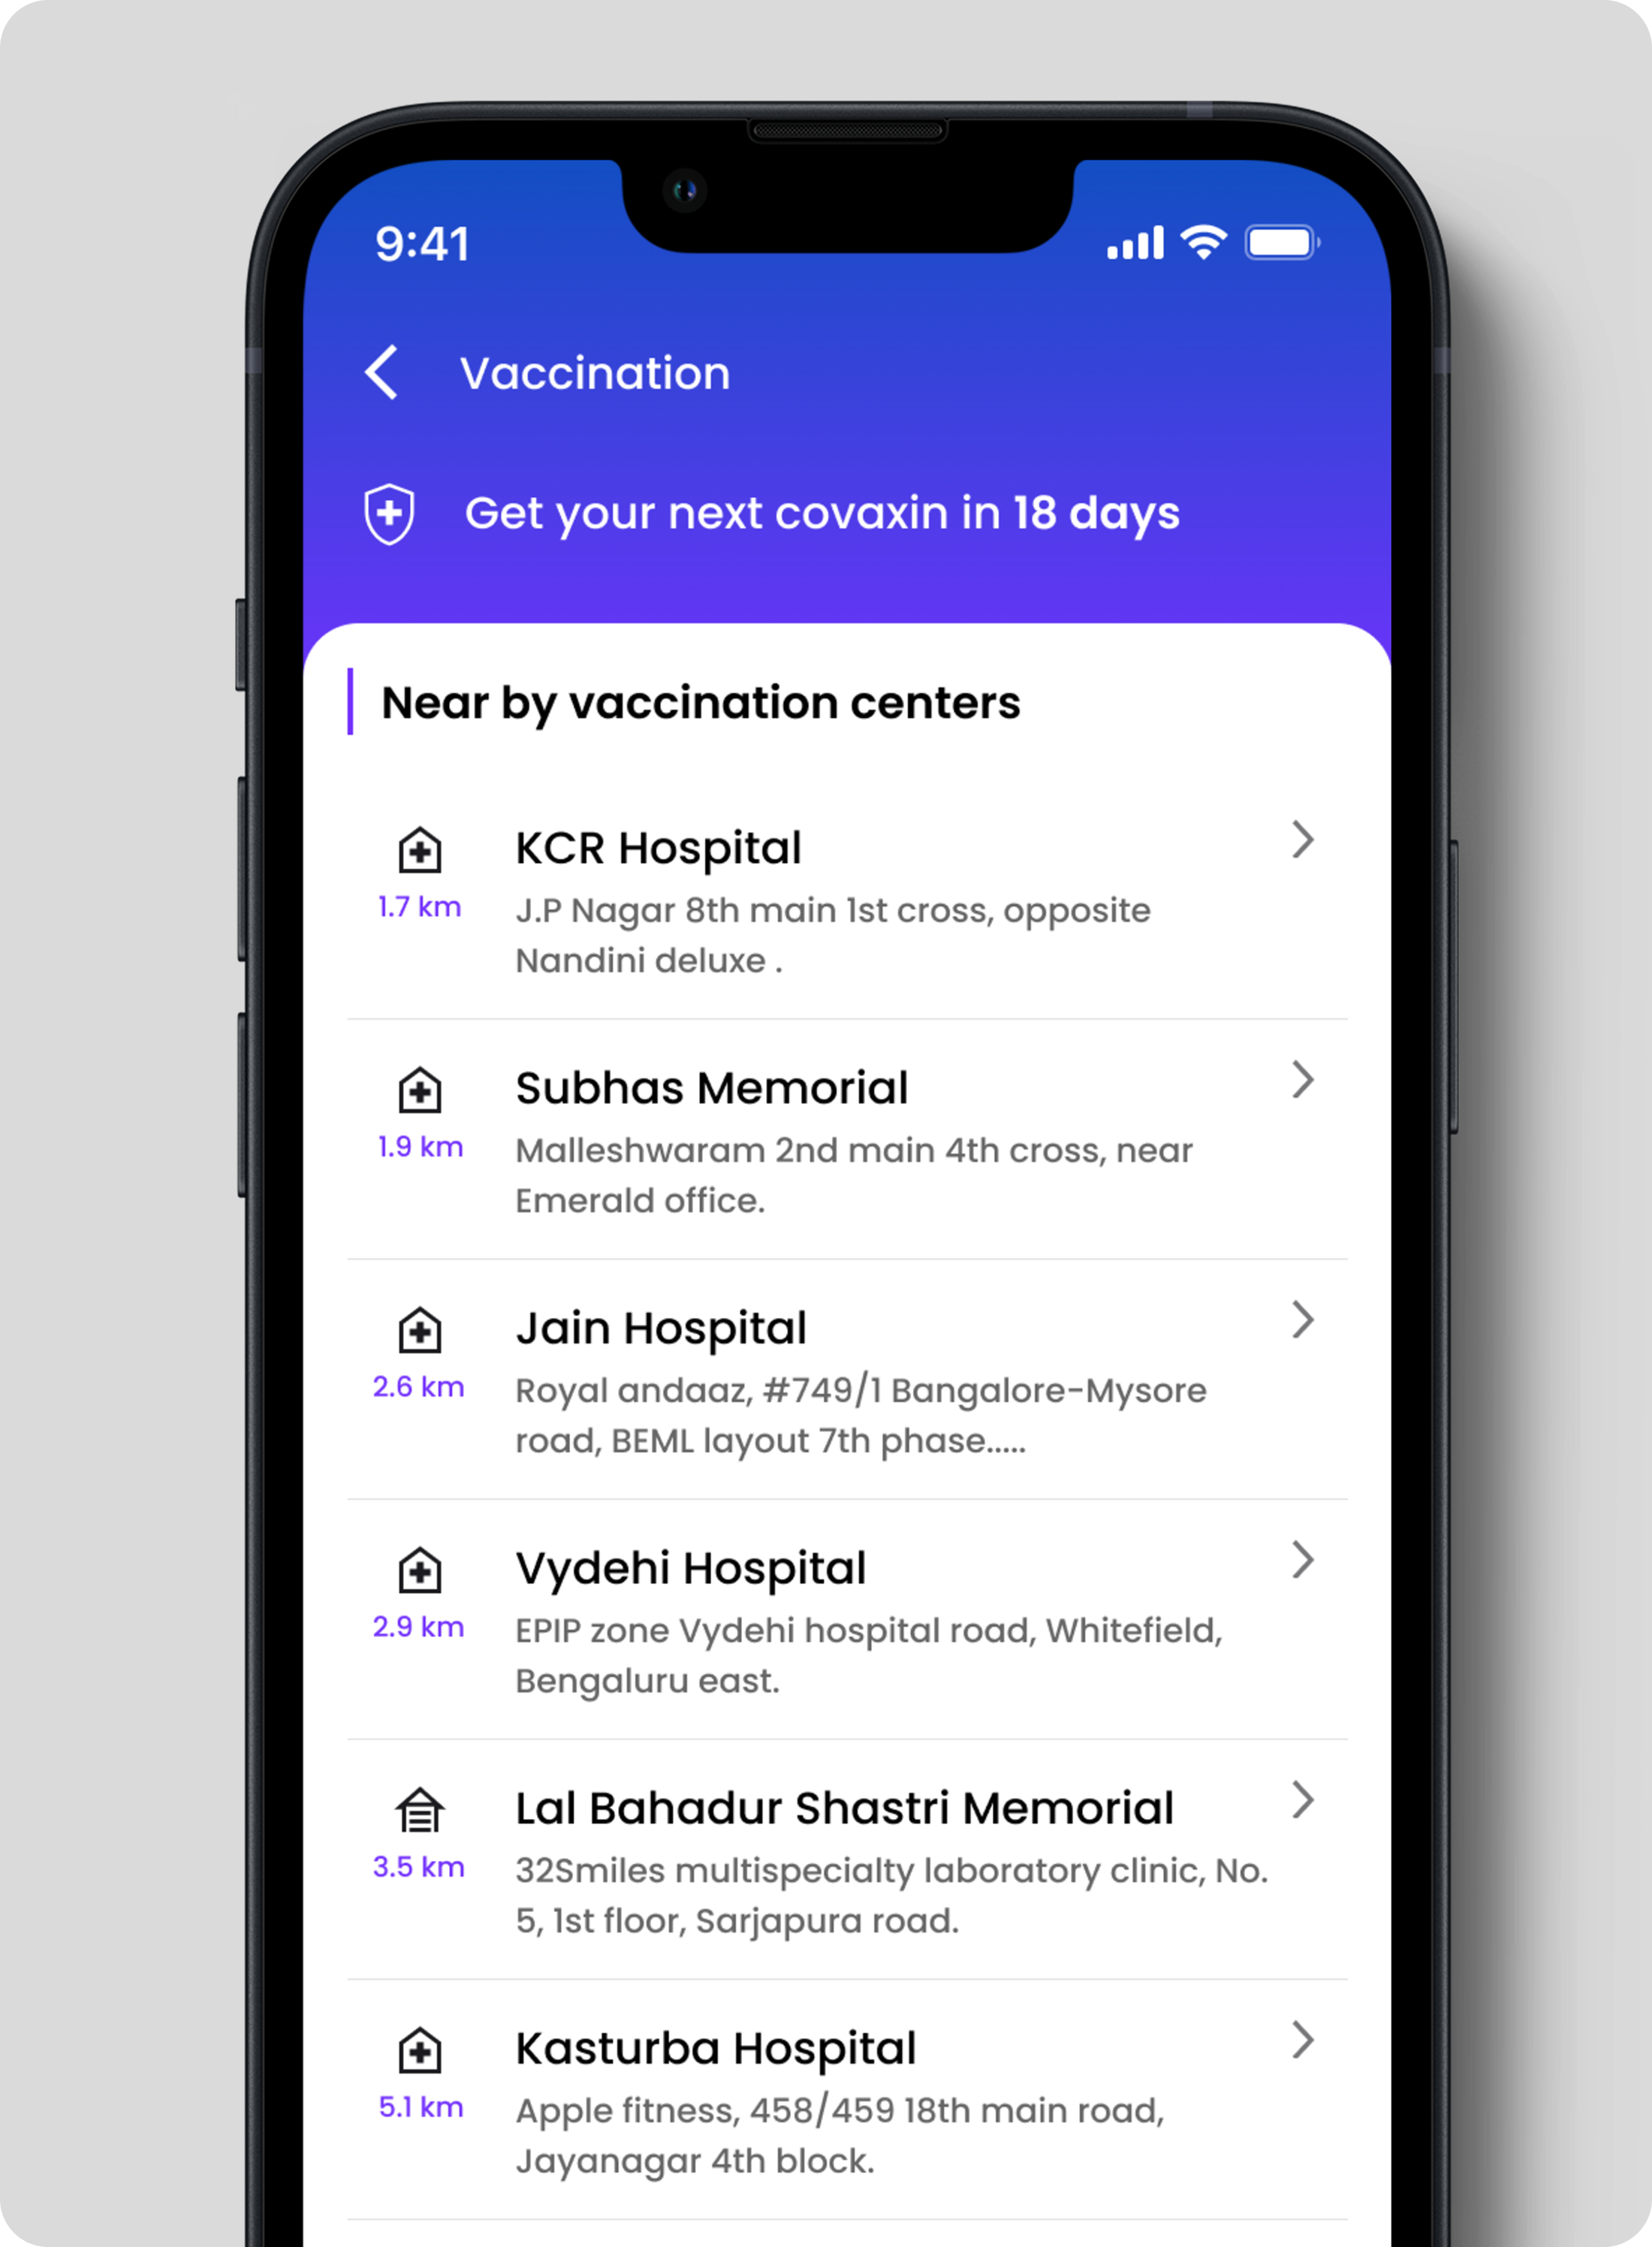 9:41
Vaccination
Get your next covaxin in 18 days
Near by vaccination centers
KCR Hospital
1.7 km
J.P Nagar 8th main 1st cross, opposite
Nandini deluxe .
Subhas Memorial
1.9 km
Malleshwaram 2nd main 4th cross, near
Emerald office.
Jain Hospital
2.6 km
Royal andaaz, #749/1 Bangalore-Mysore
road, BEML layout 7th phase.....
Vydehi Hospital
2.9 km
EPIP zone Vydehi hospital road, Whitefield,
Bengaluru east.
Lal Bahadur Shastri Memorial
3.5 km
32Smiles multispecialty laboratory clinic, No.
5, 1st floor, Sarjapura road.
Kasturba Hospital
5.1 km
Apple fitness, 458/459 18th main road,
Jayanagar 4th block.